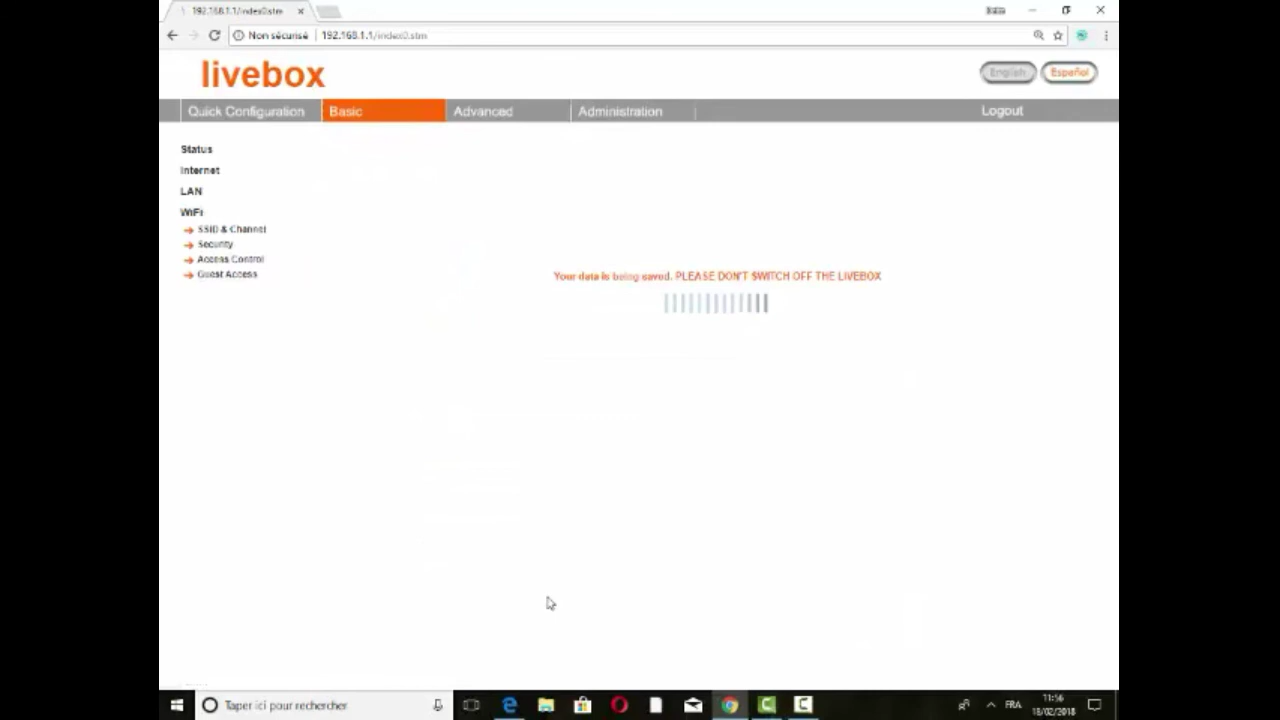 192.168.1.1/index0.stm
Non sécurisé
192.168.1.1/index0.stm
livebox
English
Español
Quick Configuration
Basic
Advanced
Administration
Logout
Status
Internet
LAN
WiFi
SSID & Channel
Security
Access Control
Guest Access
Your data is being saved. PLEASE DON'T SWITCH OFF THE LIVEBOX
Taper ici pour rechercher
FRA
11:56
18/02/2018